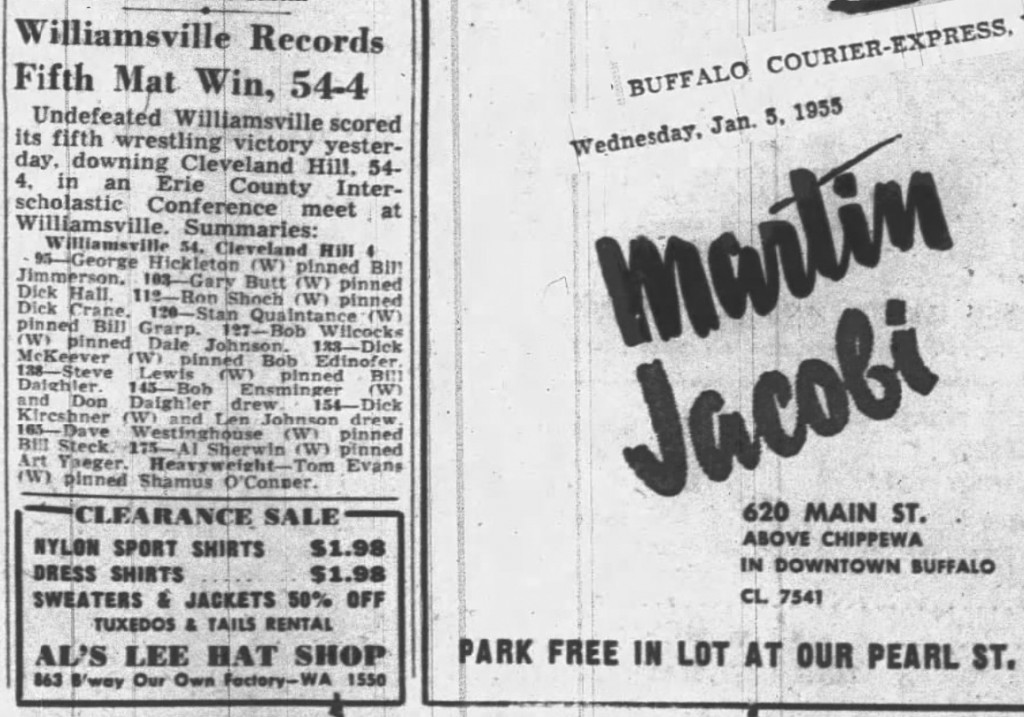 Williamsville Records
Fifth Mat Win, 54-4
Undefeated Williamsville scored
its fifth wrestling victory yester-
day, downing Cleveland Hill, 54-
4, in an Erie County Inter-
scholastic Conference meet at
Williamsville. Summaries:
Williamsville 54, Cleveland Hill 4
95—George Hickleton (W) pinned Bill
Jimmerson. 103—Gary Butt (W) pinned
Dick Hall. 112—Ron Shoch (W) pinned
Dick Crane. 120—Stan Quaintance (W)
pinned Bill Grarp. 127—Bob Wilcocks
(W) pinned Dale Johnson. 133—Dick
McKeever (W) pinned Bob Edinofer.
138—Steve Lewis (W) pinned Bill
Daighler. 145—Bob Ensminger (W)
and Don Daighler drew. 154—Dick
Kircshner (W) and Len Johnson drew.
165—Dave Westinghouse (W) pinned
Bill Steck. 175—Al Sherwin (W) pinned
Art Yaeger. Heavyweight—Tom Evans
(W) pinned Shamus O'Conner.
CLEARANCE SALE
NYLON SPORT SHIRTS $1.98
DRESS SHIRTS ..... $1.98
SWEATERS & JACKETS 50% OFF
TUXEDOS & TAILS RENTAL
AL'S LEE HAT SHOP
863 B'way Our Own Factory—WA 1550
BUFFALO COURIER-EXPRESS,
Wednesday, Jan. 5, 1955
Martin
Jacobi
620 MAIN ST.
ABOVE CHIPPEWA
IN DOWNTOWN BUFFALO
CL 7541
PARK FREE IN LOT AT OUR PEARL ST.